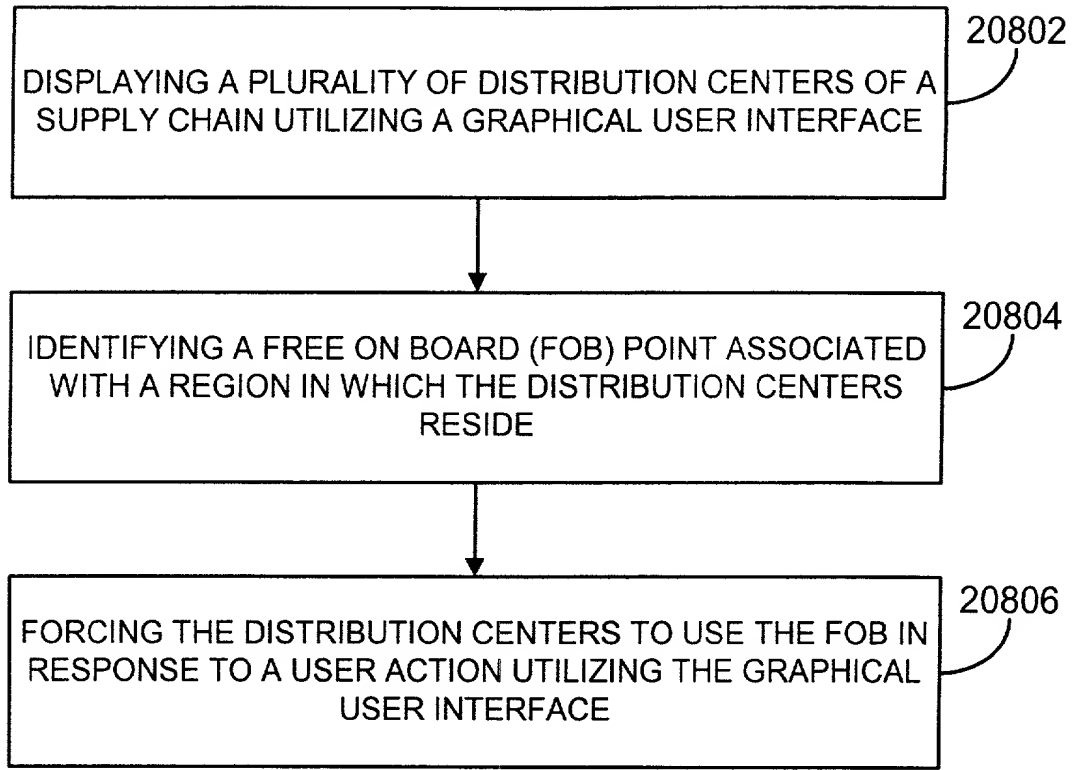 20802
DISPLAYING A PLURALITY OF DISTRIBUTION CENTERS OF A
SUPPLY CHAIN UTILIZING A GRAPHICAL USER INTERFACE
20804
IDENTIFYING A FREE ON BOARD (FOB) POINT ASSOCIATED
WITH A REGION IN WHICH THE DISTRIBUTION CENTERS
RESIDE
20806
FORCING THE DISTRIBUTION CENTERS TO USE THE FOB IN
RESPONSE TO A USER ACTION UTILIZING THE GRAPHICAL
USER INTERFACE